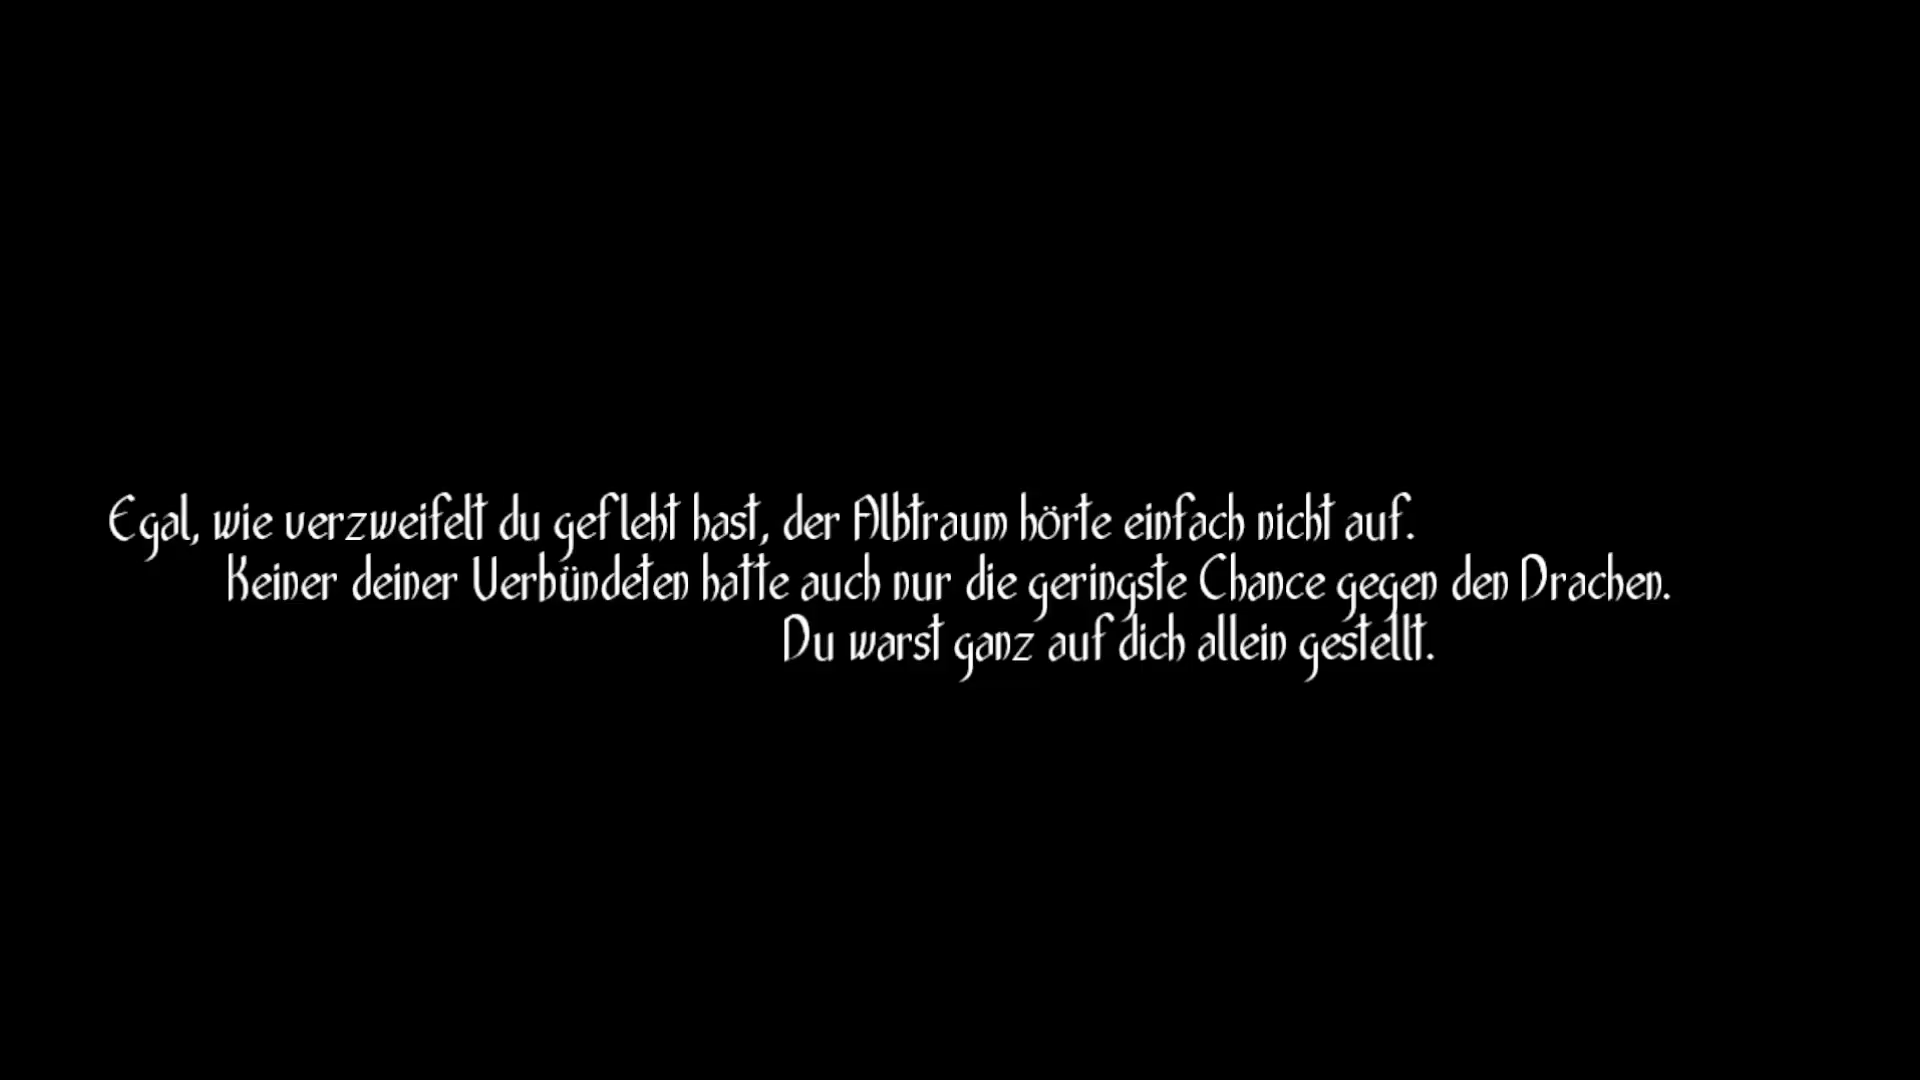 Egal, wie verzweifelt du gefleht hast, der Albtraum hörte einfach nicht auf.
Keiner deiner Verbündeten hatte auch nur die geringste Chance gegen den Drachen.
Du warst ganz auf dich allein gestellt.